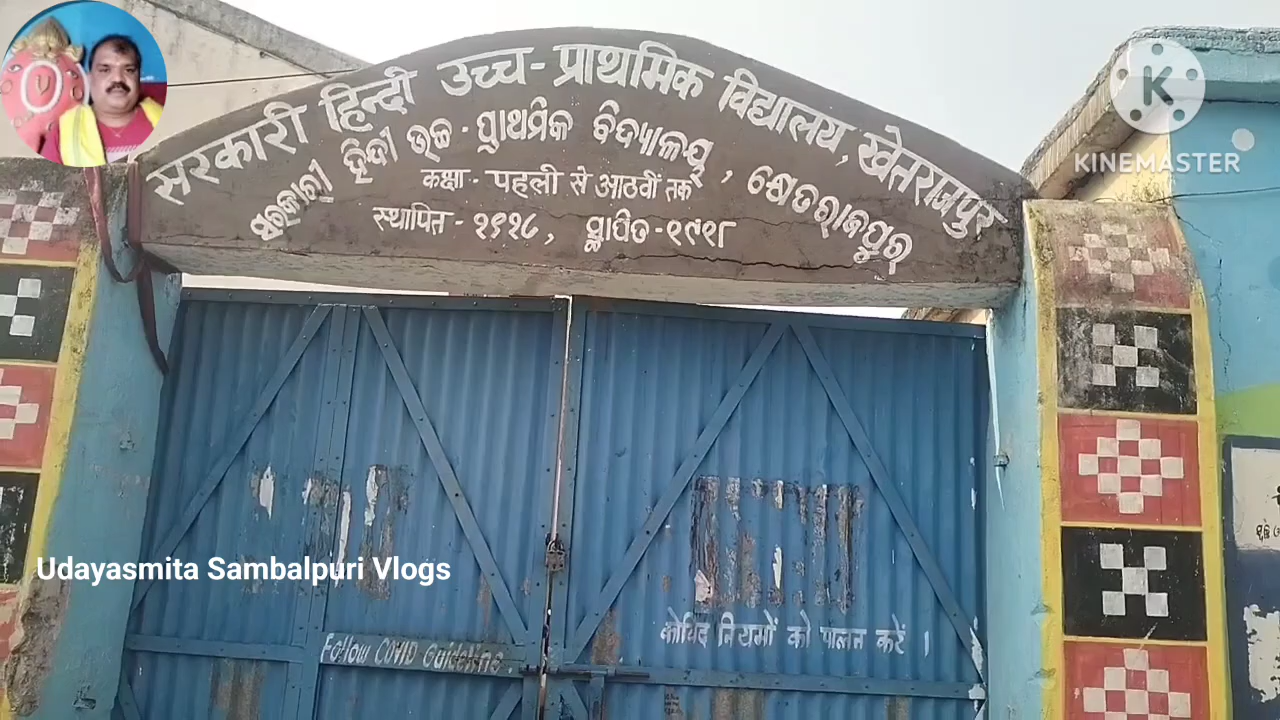 सरकारी हिन्दी उच्च-प्राथमिक विद्यालय, खेतराजपुर
ସରକାରୀ ହିନ୍ଦୀ ଉଚ୍ଚ-ପ୍ରାଥମିକ ବିଦ୍ୟାଳୟ, କ୍ଷେତରାଜପୁର
कक्षा - पहली से आठवीं तक
स्थापित - १९१८, ସ୍ଥାପିତ - ୧୯୧୮
KINEMASTER
Udayasmita Sambalpuri Vlogs
Follow COVID Guideline.
कोविद नियमों को पालन करें ।